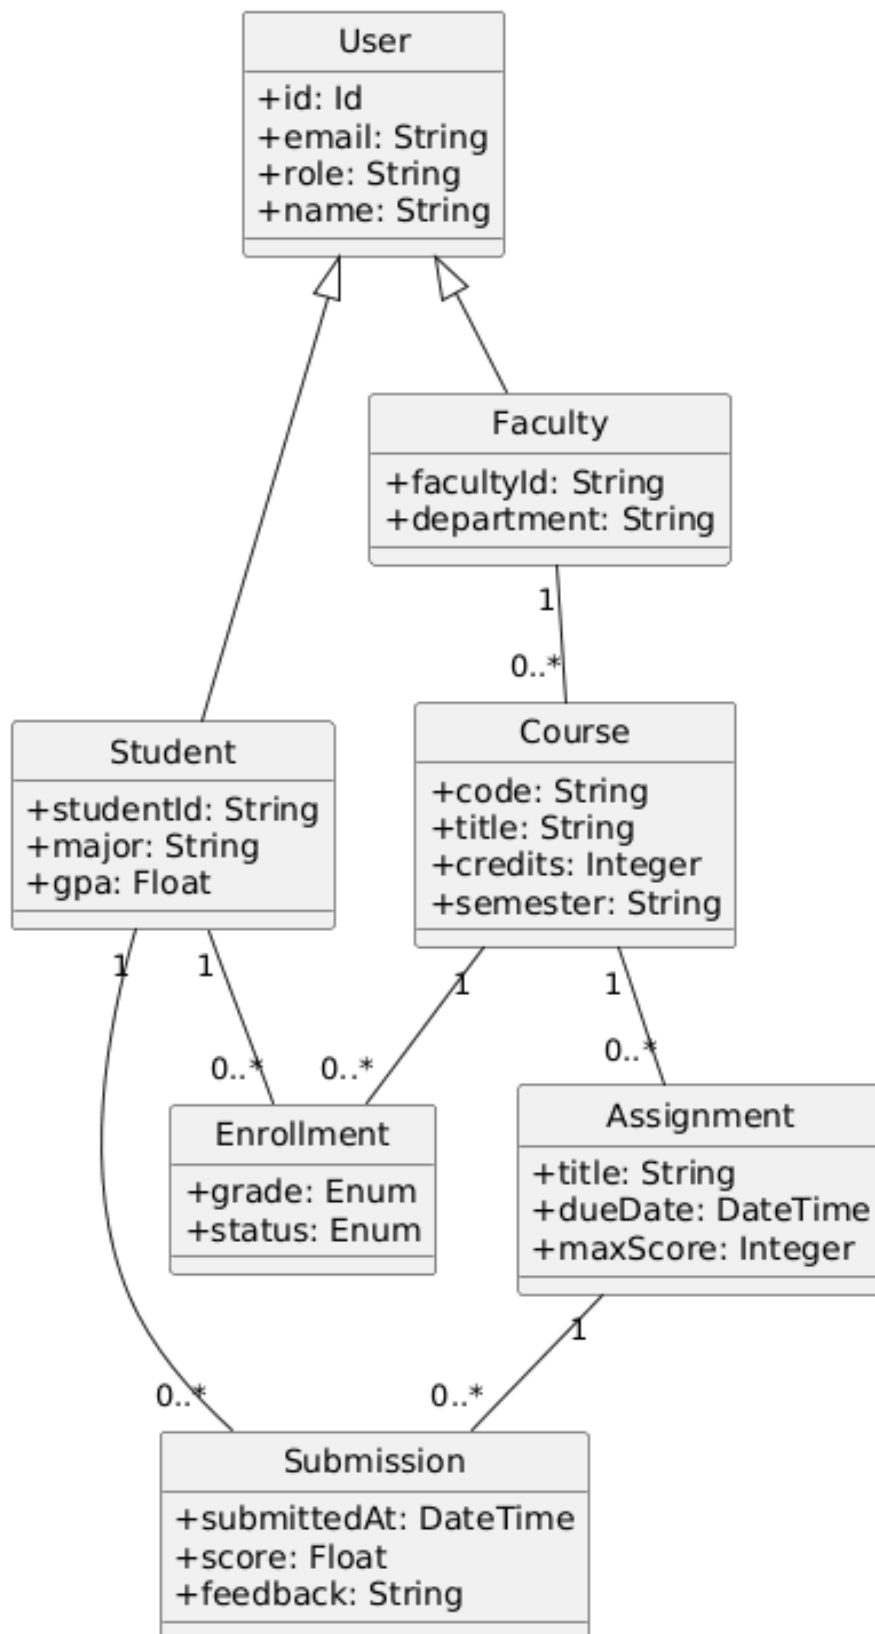 User
+id: Id
+email: String
+role: String
+name: String
Faculty
+facultyId: String
+department: String
1
0..*
Student
+studentId: String
+major: String
+gpa: Float
Course
+code: String
+title: String
+credits: Integer
+semester: String
1
1
1
1
0..*
0..*
0..*
Enrollment
+grade: Enum
+status: Enum
Assignment
+title: String
+dueDate: DateTime
+maxScore: Integer
1
0..*
0..*
Submission
+submittedAt: DateTime
+score: Float
+feedback: String